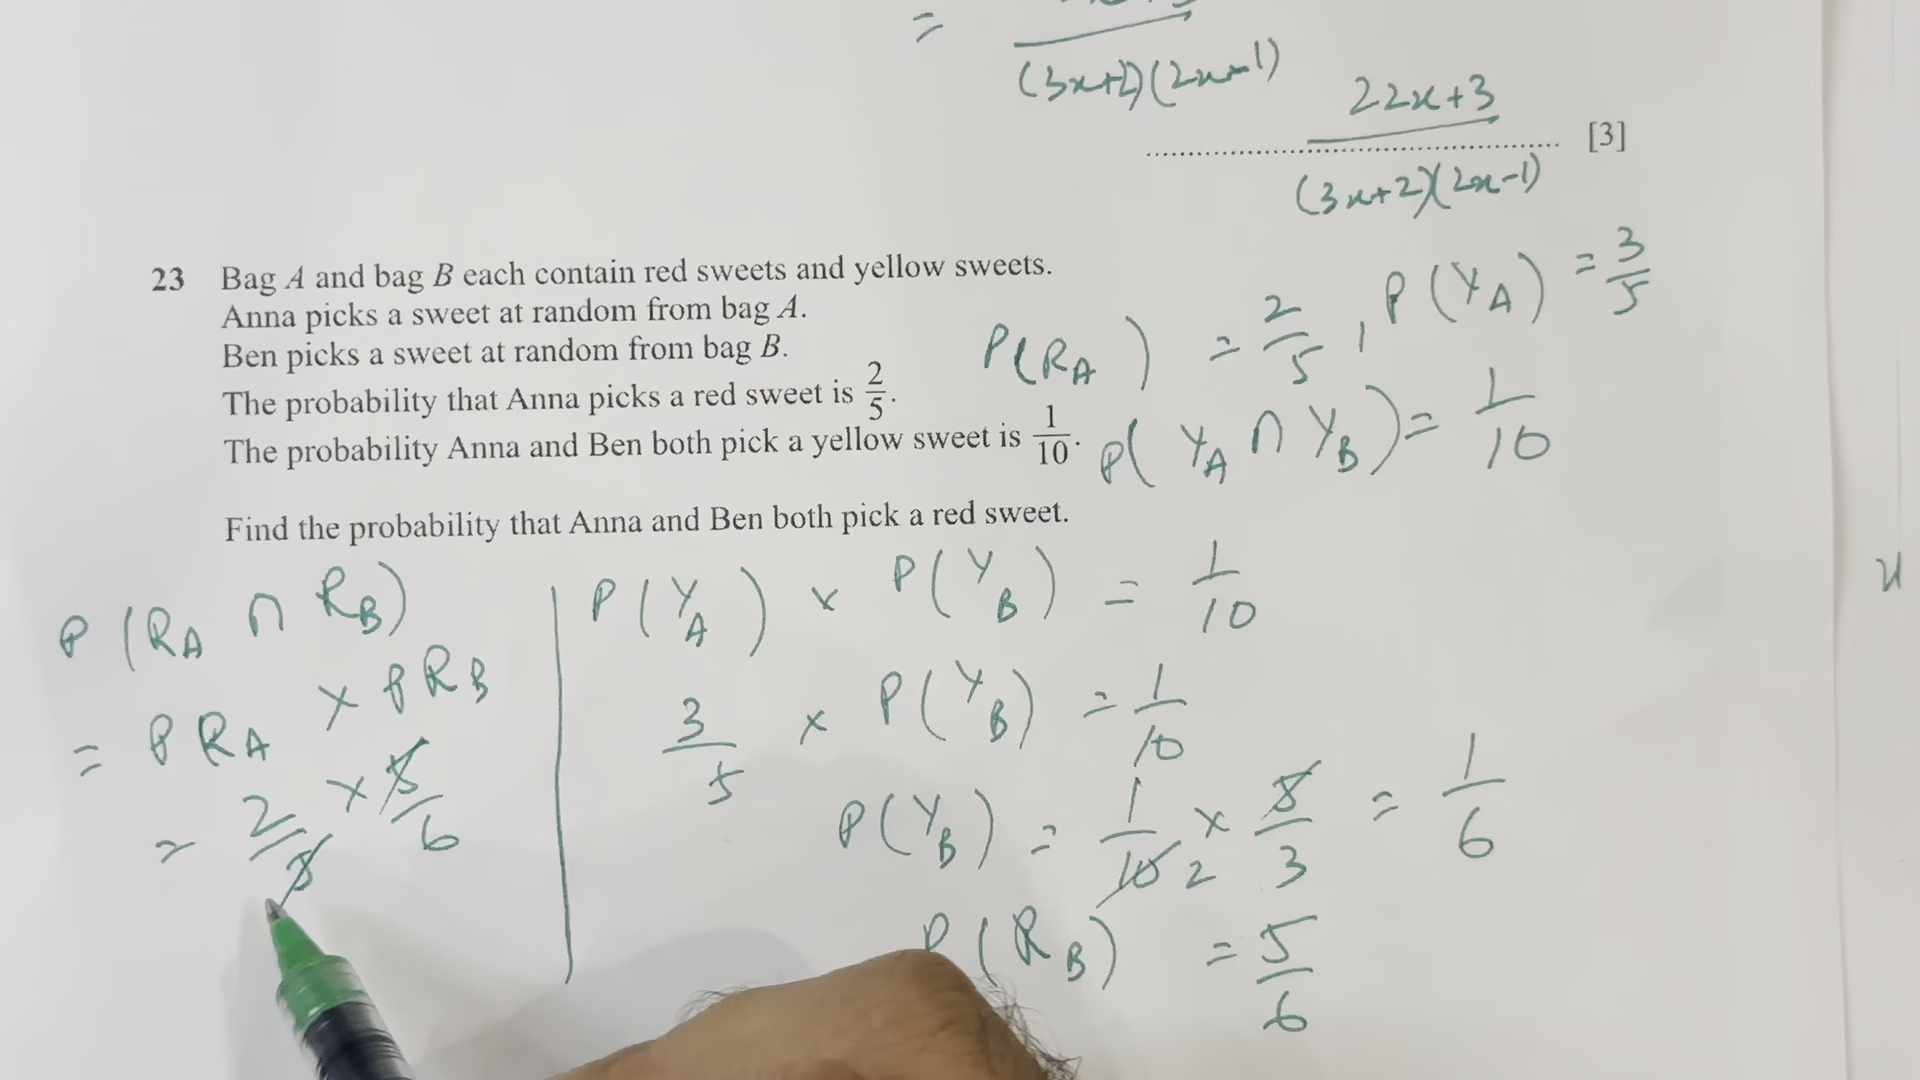 =
(3x+2)(2x-1)
22x+3
[3]
(3x+2)(2x-1)
23 Bag A and bag B each contain red sweets and yellow sweets.
Anna picks a sweet at random from bag A.
Ben picks a sweet at random from bag B.
The probability that Anna picks a red sweet is 2/5.
The probability Anna and Ben both pick a yellow sweet is 1/10.
P(R_A) = 2/5 , P(Y_A) = 3/5
P(Y_A ∩ Y_B) = 1/10
Find the probability that Anna and Ben both pick a red sweet.
P(R_A ∩ R_B)
= P R_A × P R_B
= 2/5 × 5/6
P(Y_A) × P(Y_B) = 1/10
3/5 × P(Y_B) = 1/10
P(Y_B) = 1/10 2 × 5/3 = 1/6
P(R_B) = 5/6
x